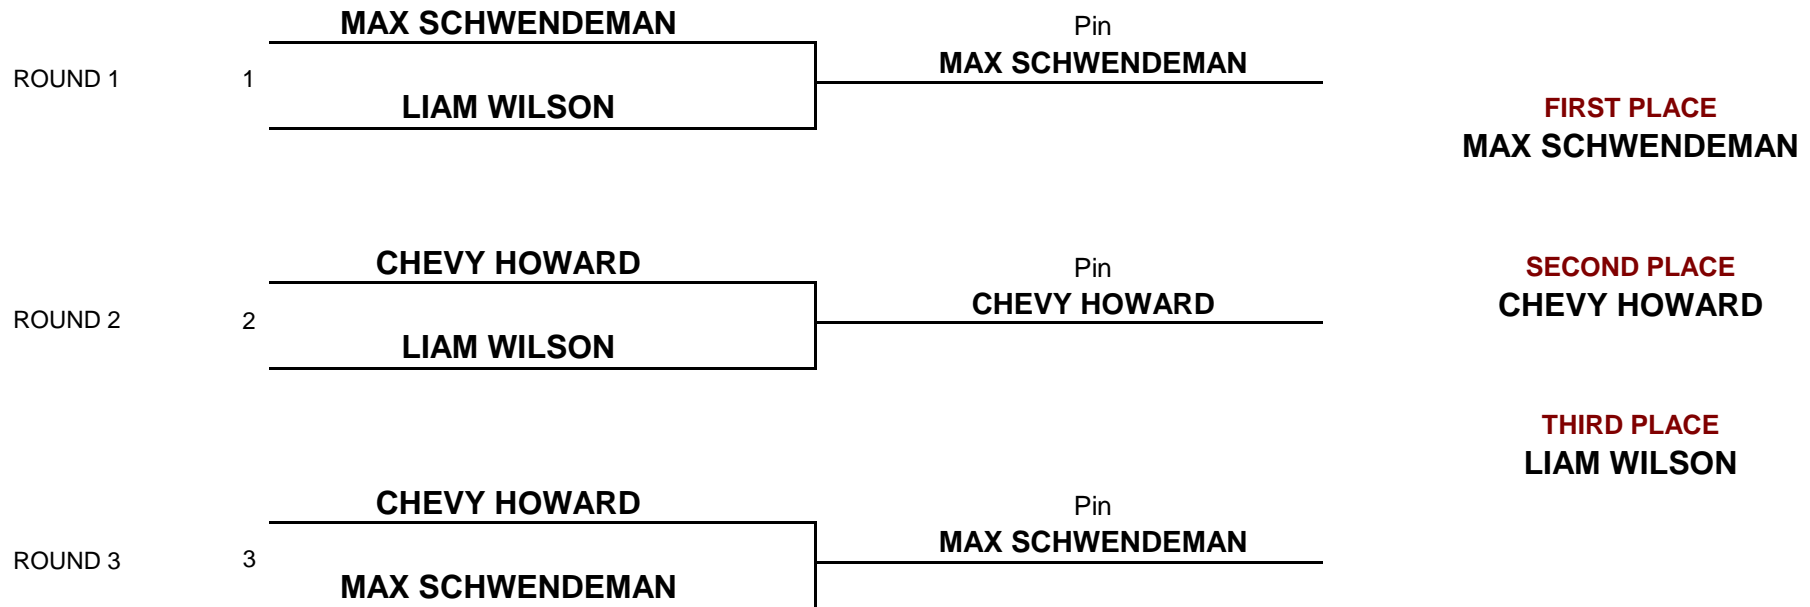 MAX SCHWENDEMAN
Pin
MAX SCHWENDEMAN
ROUND 1
1
LIAM WILSON
FIRST PLACE
MAX SCHWENDEMAN
CHEVY HOWARD
Pin
CHEVY HOWARD
SECOND PLACE
CHEVY HOWARD
ROUND 2
2
LIAM WILSON
THIRD PLACE
LIAM WILSON
CHEVY HOWARD
Pin
MAX SCHWENDEMAN
ROUND 3
3
MAX SCHWENDEMAN